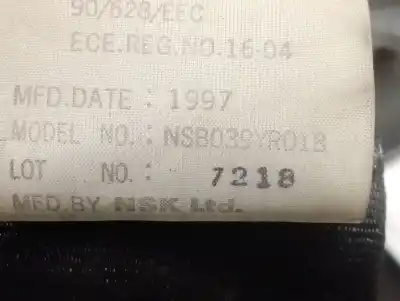 90/628/EEC
ECE.REG.NO.16-04
MFD.DATE : 1997
MODEL NO.: NSB039YR01B
LOT NO.: 7218
MFD.BY NSK Ltd.